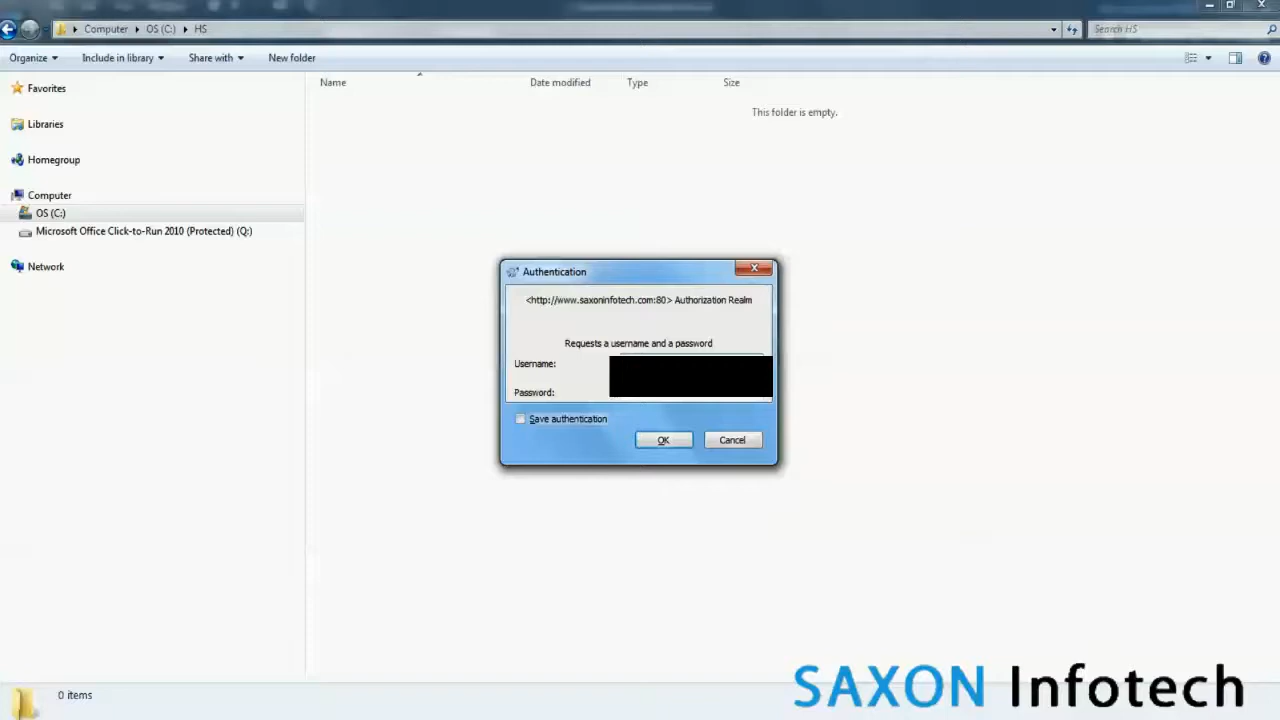 Computer OS (C:) HS Search HS
Organize Include in library Share with New folder
Name Date modified Type Size
This folder is empty.
Favorites
Libraries
Homegroup
Computer
OS (C:)
Microsoft Office Click-to-Run 2010 (Protected) (Q:)
Network
Authentication
<http://www.saxoninfotech.com:80> Authorization Realm
Requests a username and a password
Username:
Password:
Save authentication
OK Cancel
0 items
SAXON Infotech